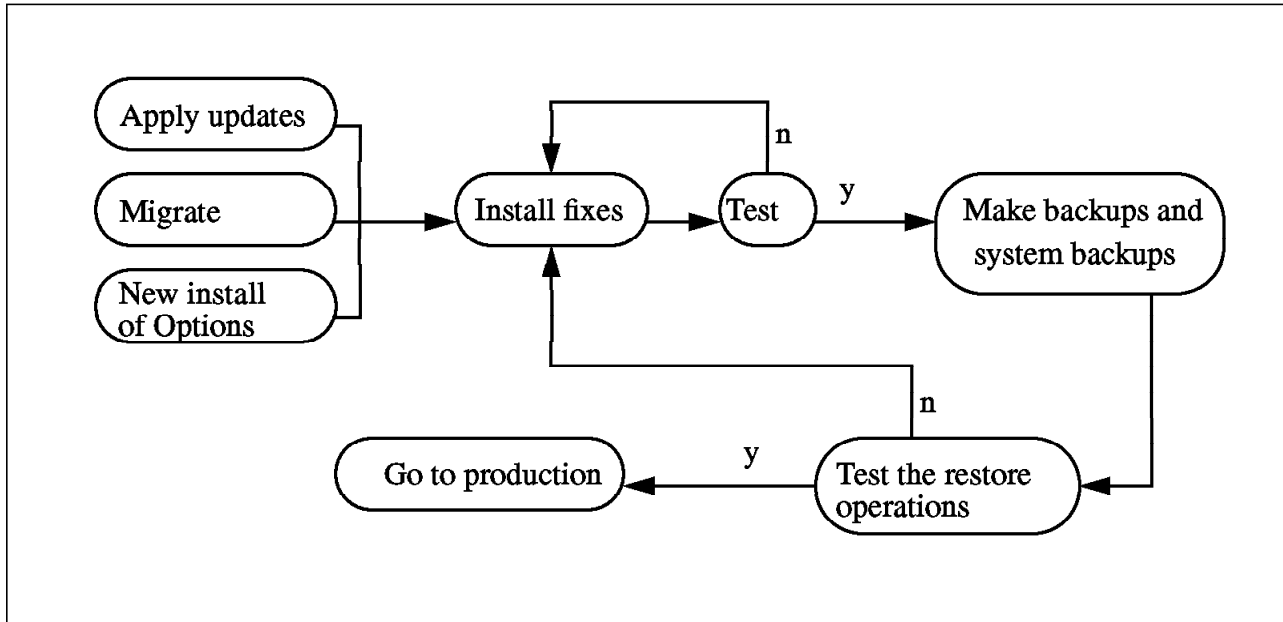 Apply updates
Migrate
New install
of Options
Install fixes
n
Test
y
Make backups and
system backups
n
Test the restore
operations
y
Go to production